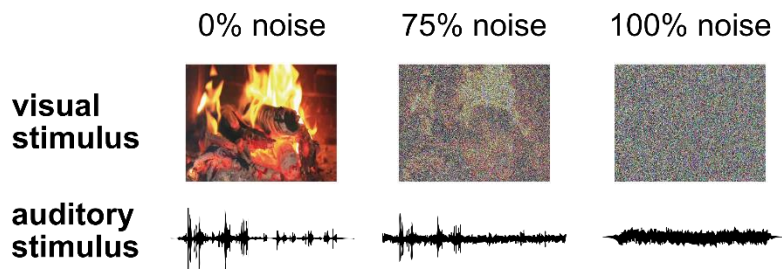 0% noise 75% noise 100% noise
visual
stimulus
auditory
stimulus